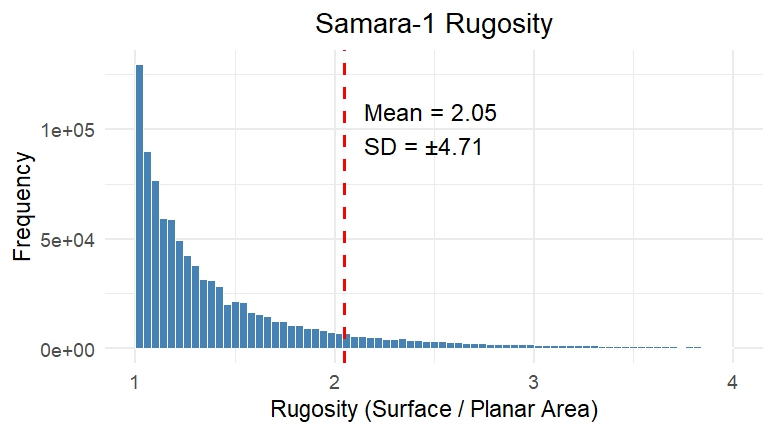 Samara-1 Rugosity
Mean = 2.05
SD = ±4.71
Frequency
1e+05
5e+04
0e+00
1 2 3 4
Rugosity (Surface / Planar Area)